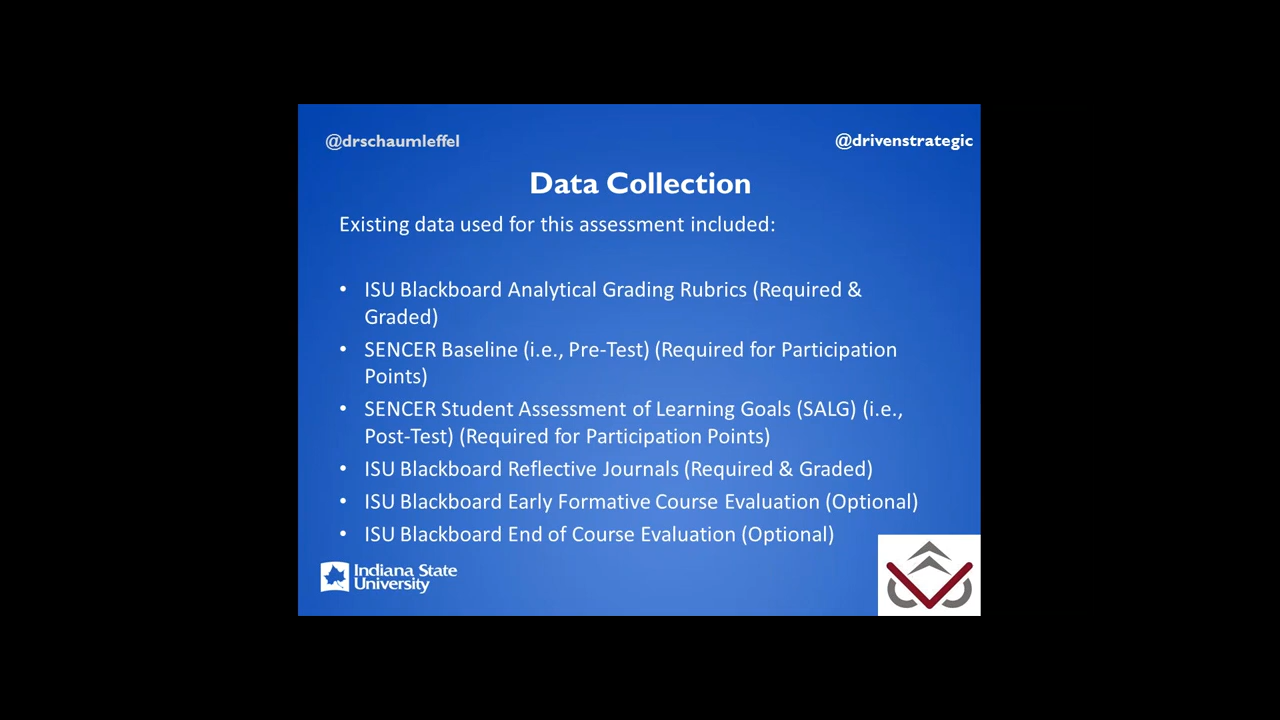 @drschaumleffel
@drivenstrategic
Data Collection
Existing data used for this assessment included:
• ISU Blackboard Analytical Grading Rubrics (Required &
Graded)
• SENCER Baseline (i.e., Pre-Test) (Required for Participation
Points)
• SENCER Student Assessment of Learning Goals (SALG) (i.e.,
Post-Test) (Required for Participation Points)
• ISU Blackboard Reflective Journals (Required & Graded)
• ISU Blackboard Early Formative Course Evaluation (Optional)
• ISU Blackboard End of Course Evaluation (Optional)
Indiana State
University